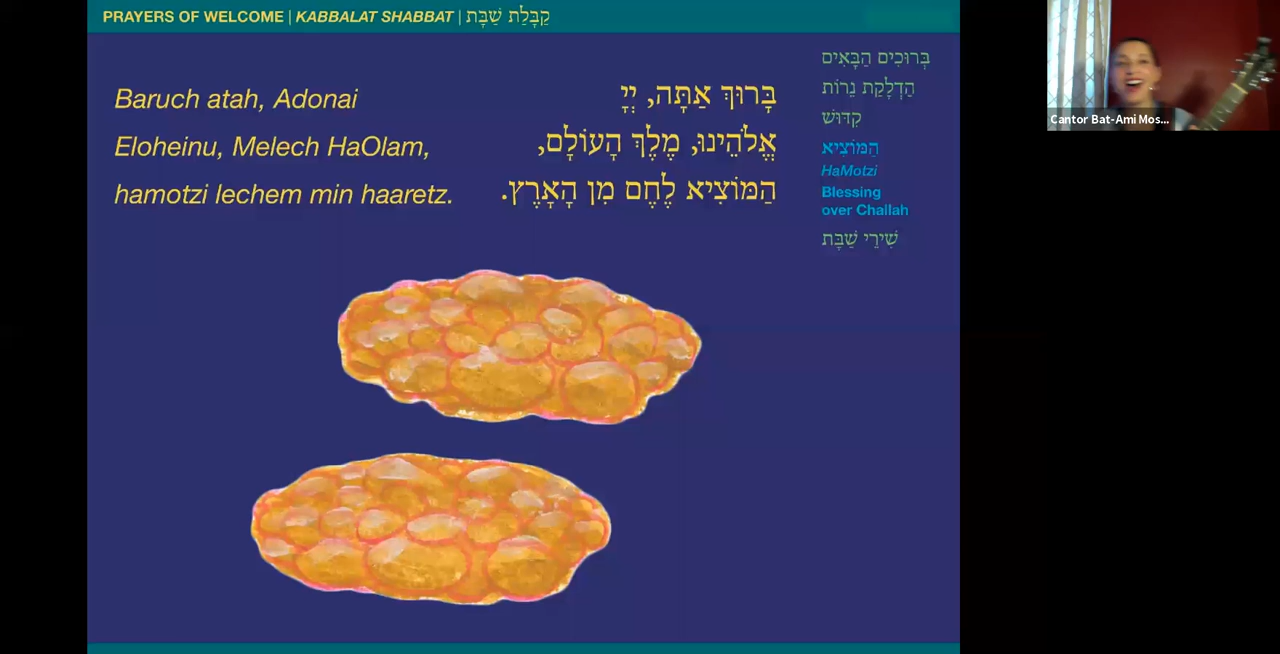 PRAYERS OF WELCOME | KABBALAT SHABBAT | קַבָּלַת שַׁבָּת
Baruch atah, Adonai
Eloheinu, Melech HaOlam,
hamotzi lechem min haaretz.
בָּרוּךְ אַתָּה, יְיָ
אֱלֹהֵינוּ, מֶלֶךְ הָעוֹלָם,
הַמּוֹצִיא לֶחֶם מִן הָאָרֶץ.
בְּרוּכִים הַבָּאִים
הַדְלָקַת נֵרוֹת
קִדּוּשׁ
הַמּוֹצִיא
HaMotzi
Blessing
over Challah
שִׁירֵי שַׁבָּת
Cantor Bat-Ami Mos...